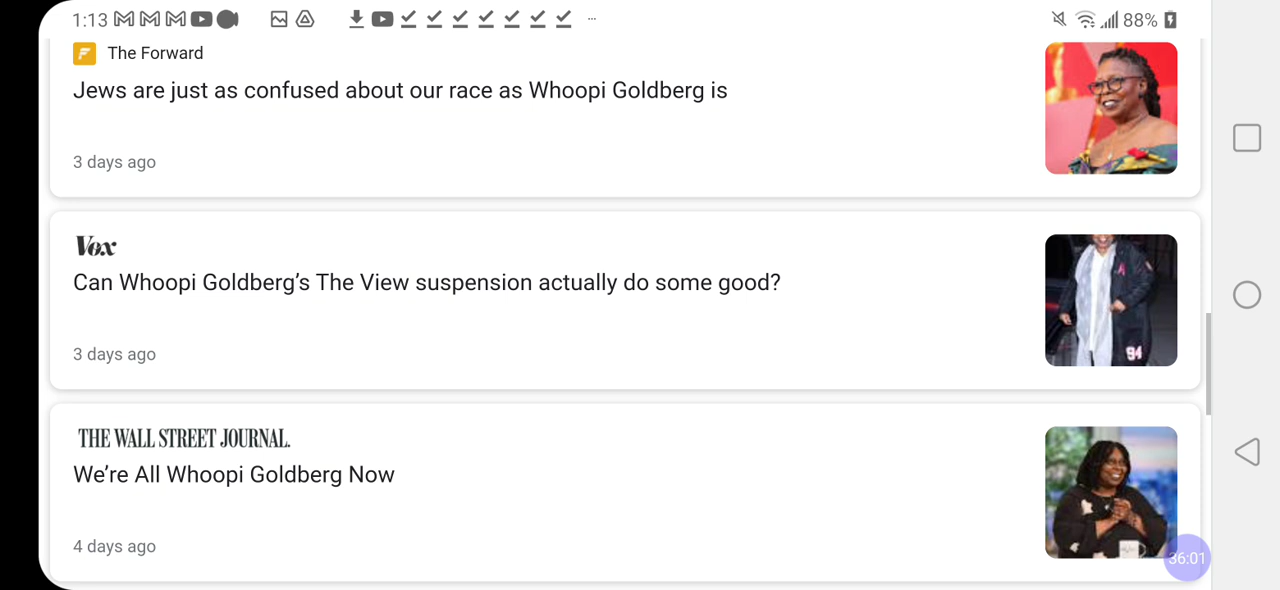 1:13
88%
The Forward
Jews are just as confused about our race as Whoopi Goldberg is
3 days ago
Vox
Can Whoopi Goldberg’s The View suspension actually do some good?
94
3 days ago
THE WALL STREET JOURNAL.
We’re All Whoopi Goldberg Now
4 days ago
36:01